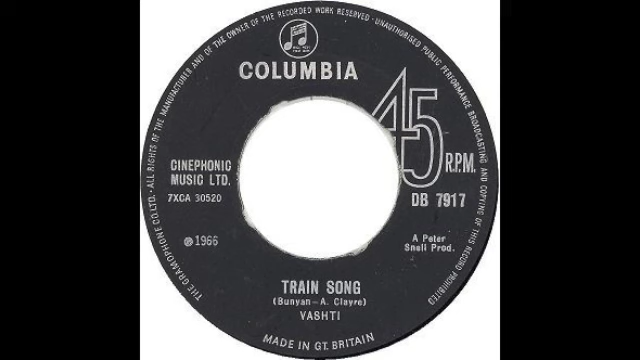 THE GRAMOPHONE CO. LTD. · ALL RIGHTS OF THE MANUFACTURER AND OF THE OWNER OF THE RECORDED WORK RESERVED · UNAUTHORISED PUBLIC PERFORMANCE BROADCASTING AND COPYING OF THIS RECORD PROHIBITED
COLUMBIA
45
R.P.M.
CINEPHONIC
MUSIC LTD.
7XCA 30520
DB 7917
℗ 1966
A Peter
Snell Prod.
TRAIN SONG
(Bunyan–A. Clayre)
VASHTI
MADE IN GT. BRITAIN